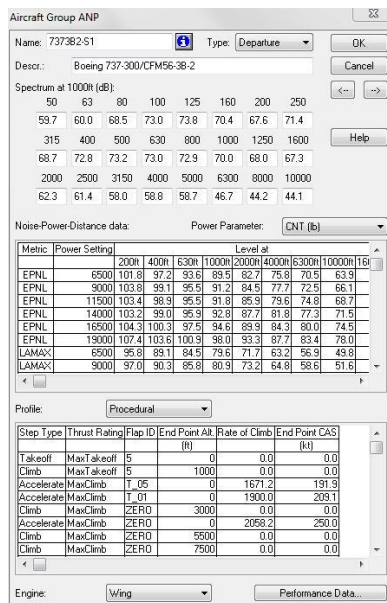 Aircraft Group ANP
Name: 7373B2-S1 Type: Departure OK
Descr.: Boeing 737-300/CFM56-3B-2 Cancel
Spectrum at 1000ft (dB): <-- -->
50 63 80 100 125 160 200 250
59.7 60.0 68.5 73.0 73.8 70.4 67.6 71.4
315 400 500 630 800 1000 1250 1600 Help
68.7 72.8 73.2 73.0 72.9 70.0 68.0 67.3
2000 2500 3150 4000 5000 6300 8000 10000
62.3 61.4 58.0 58.8 58.7 46.7 44.2 44.1
Noise-Power-Distance data: Power Parameter: CNT (lb)
Metric Power Setting Level at
200ft 400ft 630ft 1000ft 2000ft 4000ft 6300ft 10000ft 16
EPNL 6500 101.8 97.2 93.6 89.5 82.7 75.8 70.5 63.9
EPNL 9000 103.8 99.1 95.5 91.2 84.5 77.7 72.5 66.1
EPNL 11500 103.4 98.9 95.5 91.8 85.9 79.6 74.8 68.7
EPNL 14000 103.2 99.0 95.9 92.8 87.7 81.8 77.3 71.5
EPNL 16500 104.3 100.3 97.5 94.6 89.9 84.3 80.0 74.5
EPNL 19000 107.4 103.6 100.9 98.0 93.3 87.7 83.4 78.0
LAMAX 6500 95.8 89.1 84.5 79.6 71.7 63.2 56.9 49.8
LAMAX 9000 97.0 90.3 85.8 80.9 73.2 64.8 58.6 51.6
Profile: Procedural
Step Type Thrust Rating Flap ID End Point Alt. Rate of Climb End Point CAS
(ft) (kt)
Takeoff MaxTakeoff 5 0 0.0 0.0
Climb MaxTakeoff 5 1000 0.0 0.0
Accelerate MaxClimb T_05 0 1671.2 191.9
Accelerate MaxClimb T_01 0 1900.0 209.1
Climb MaxClimb ZERO 3000 0.0 0.0
Accelerate MaxClimb ZERO 0 2058.2 250.0
Climb MaxClimb ZERO 5500 0.0 0.0
Climb MaxClimb ZERO 7500 0.0 0.0
Engine: Wing Performance Data...